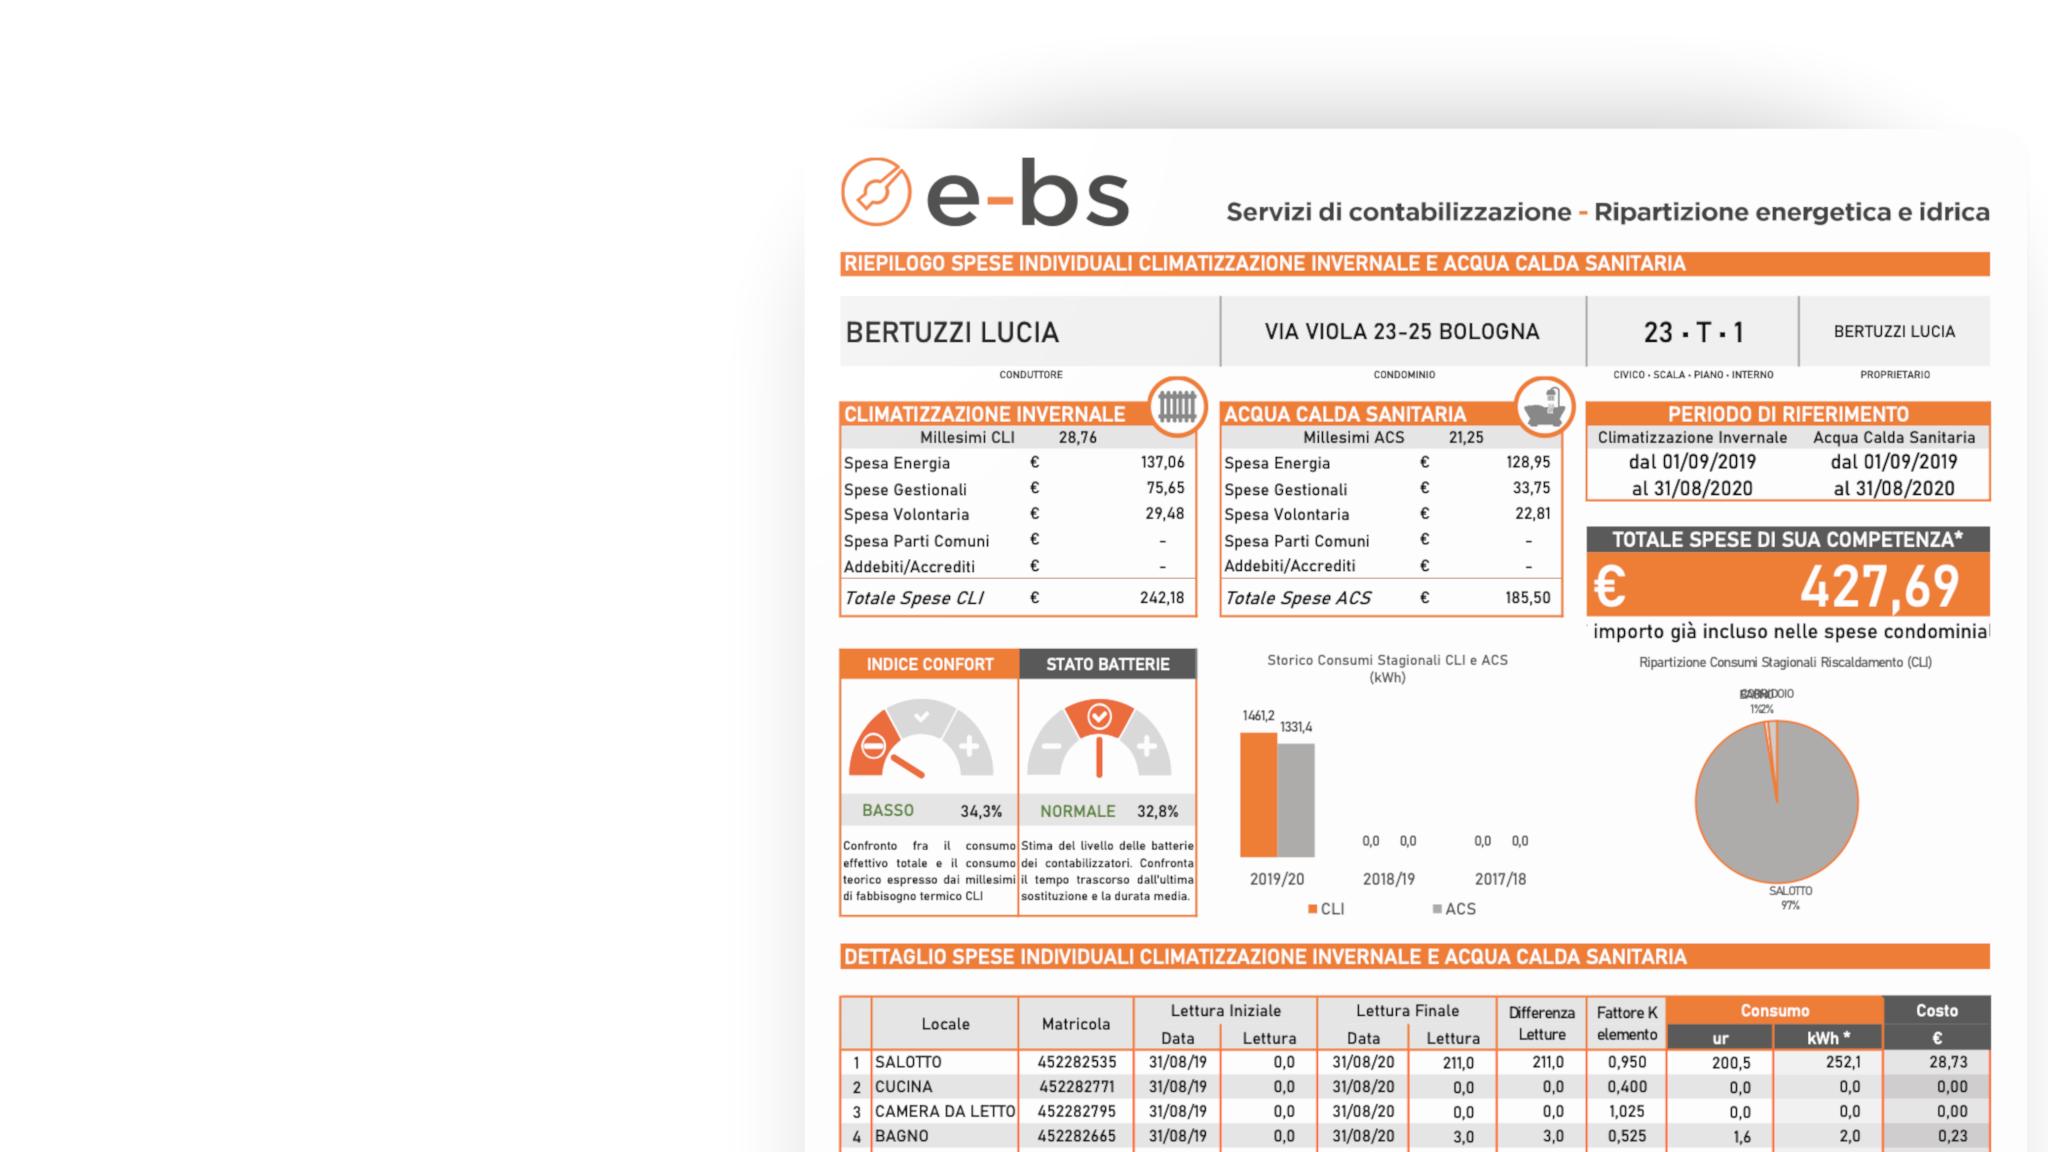 e-bs
Servizi di contabilizzazione - Ripartizione energetica e idrica
RIEPILOGO SPESE INDIVIDUALI CLIMATIZZAZIONE INVERNALE E ACQUA CALDA SANITARIA
BERTUZZI LUCIA VIA VIOLA 23-25 BOLOGNA 23 · T · 1 BERTUZZI LUCIA
CONDUTTORE CONDOMINIO CIVICO · SCALA · PIANO · INTERNO PROPRIETARIO
CLIMATIZZAZIONE INVERNALE
Millesimi CLI 28,76
Spesa Energia € 137,06
Spese Gestionali € 75,65
Spesa Volontaria € 29,48
Spesa Parti Comuni € -
Addebiti/Accrediti € -
Totale Spese CLI € 242,18
ACQUA CALDA SANITARIA
Millesimi ACS 21,25
Spesa Energia € 128,95
Spese Gestionali € 33,75
Spesa Volontaria € 22,81
Spesa Parti Comuni € -
Addebiti/Accrediti € -
Totale Spese ACS € 185,50
PERIODO DI RIFERIMENTO
Climatizzazione Invernale Acqua Calda Sanitaria
dal 01/09/2019 dal 01/09/2019
al 31/08/2020 al 31/08/2020
TOTALE SPESE DI SUA COMPETENZA*
€ 427,69
importo già incluso nelle spese condominial
INDICE CONFORT
BASSO 34,3%
Confronto fra il consumo
effettivo totale e il consumo
teorico espresso dai millesimi
di fabbisogno termico CLI
STATO BATTERIE
NORMALE 32,8%
Stima del livello delle batterie
dei contabilizzatori. Confronta
il tempo trascorso dall'ultima
sostituzione e la durata media.
Storico Consumi Stagionali CLI e ACS
(kWh)
1461,2 1331,4
0,0 0,0 0,0 0,0
2019/20 2018/19 2017/18
CLI ACS
Ripartizione Consumi Stagionali Riscaldamento (CLI)
CORRIDOIO
1% 2%
SALOTTO
97%
DETTAGLIO SPESE INDIVIDUALI CLIMATIZZAZIONE INVERNALE E ACQUA CALDA SANITARIA
Locale Matricola Lettura Iniziale Lettura Finale Differenza Letture Fattore K elemento Consumo Costo
Data Lettura Data Lettura ur kWh * €
1 SALOTTO 452282535 31/08/19 0,0 31/08/20 211,0 211,0 0,950 200,5 252,1 28,73
2 CUCINA 452282771 31/08/19 0,0 31/08/20 0,0 0,0 0,400 0,0 0,0 0,00
3 CAMERA DA LETTO 452282795 31/08/19 0,0 31/08/20 0,0 0,0 1,025 0,0 0,0 0,00
4 BAGNO 452282665 31/08/19 0,0 31/08/20 3,0 3,0 0,525 1,6 2,0 0,23